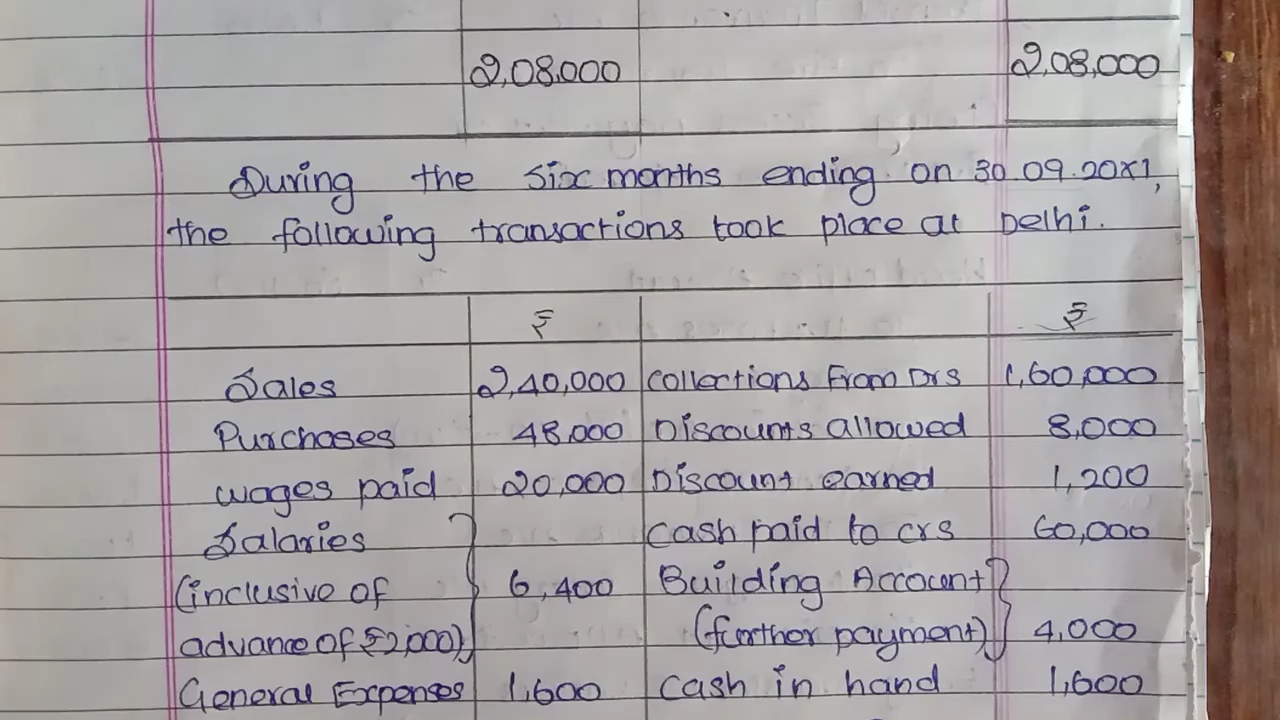 2,08,000 2,08,000
During the six months ending on 30.09.20x1,
the following transactions took place at Delhi.
₹ ₹
Sales 2,40,000 collections from Drs 1,60,000
Purchases 48,000 Discounts allowed 8,000
wages paid 20,000 Discount earned 1,200
Salaries cash paid to crs 60,000
(inclusive of 6,400 Building Account
advance of ₹2,000) (further payment) 4,000
General Expenses 1,600 cash in hand 1,600